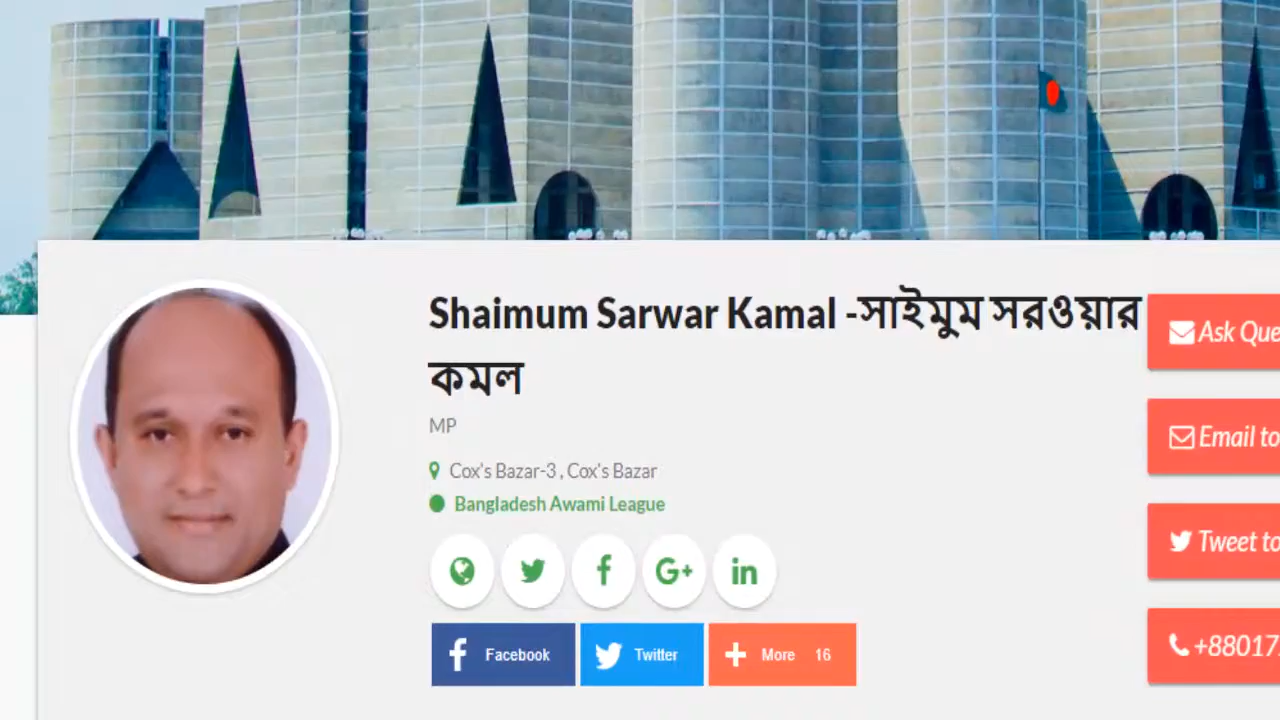 Shaimum Sarwar Kamal -সাইমুম সরওয়ার
কমল
MP
Cox's Bazar-3 , Cox's Bazar
Bangladesh Awami League
Facebook
Twitter
More 16
Ask Que
Email to
Tweet to
+88017